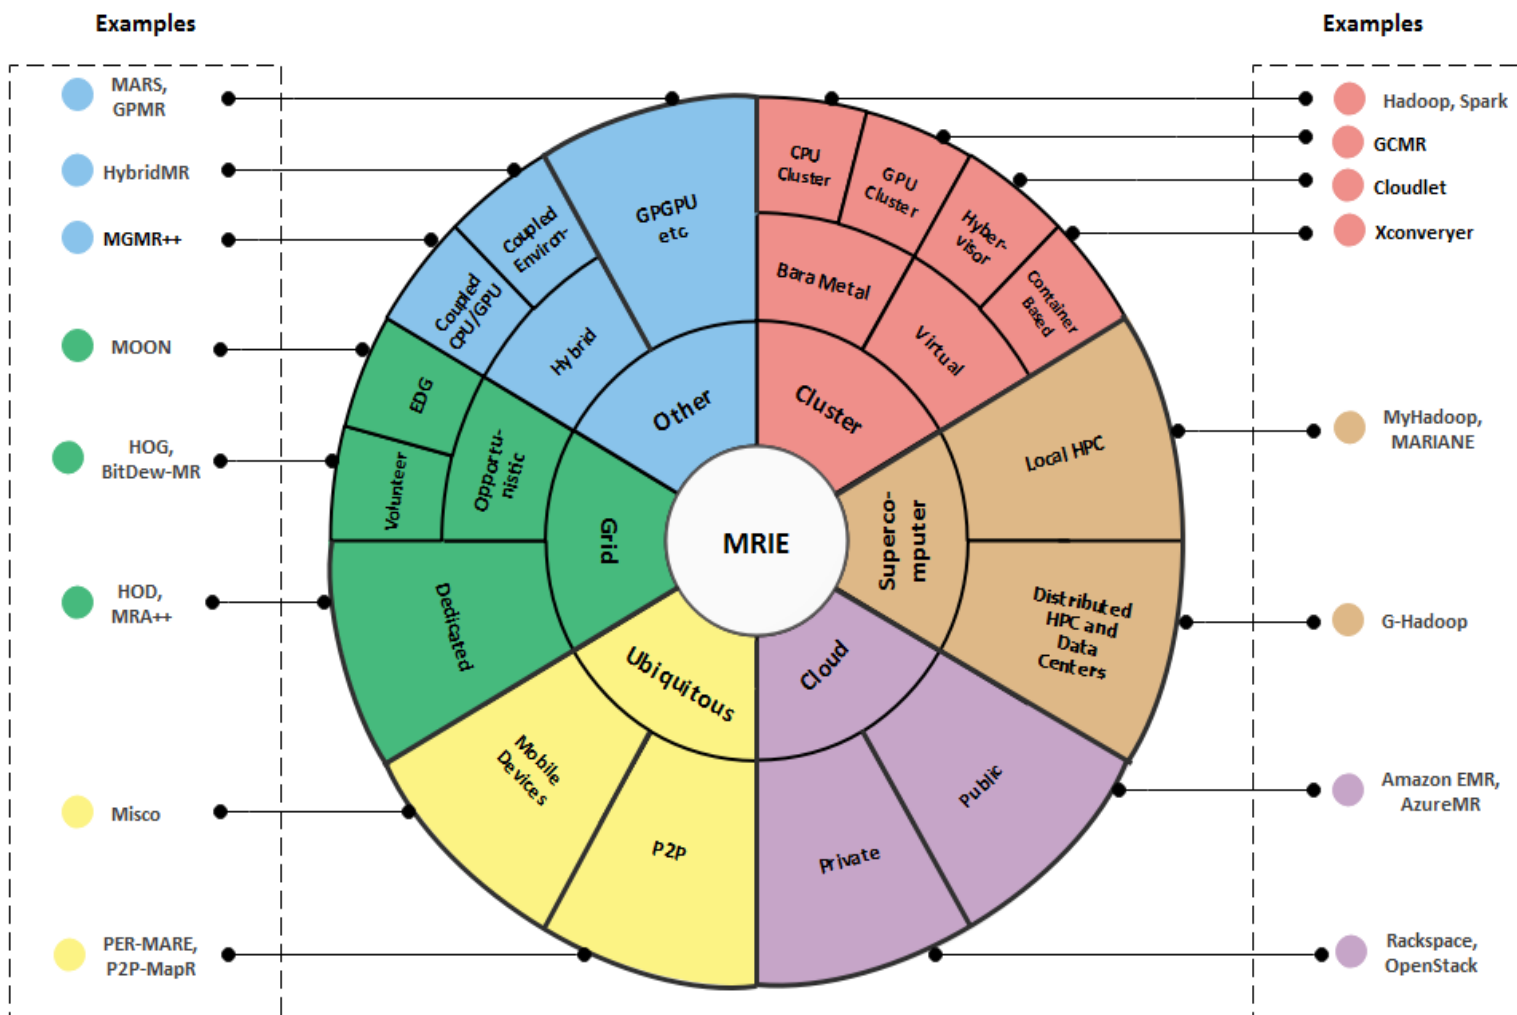 Examples
Examples
MARS,
GPMR
HybridMR
MGMR++
MOON
HOG,
BitDew-MR
HOD,
MRA++
Misco
PER-MARE,
P2P-MapR
GPGPU
etc
Coupled
Environ-
Coupled
CPU/GPU
Hybrid
Other
EDG
Volunteer
Opportu-
nistic
Grid
Dedicated
Ubiquitous
Mobile
Devices
P2P
MRIE
CPU
Cluster
GPU
Cluster
Bara Metal
Hyber-
visor
Container
Based
Virtual
Cluster
Local HPC
Superco-
mputer
Distributed
HPC and
Data
Centers
Cloud
Public
Private
Hadoop, Spark
GCMR
Cloudlet
Xconveryer
MyHadoop,
MARIANE
G-Hadoop
Amazon EMR,
AzureMR
Rackspace,
OpenStack